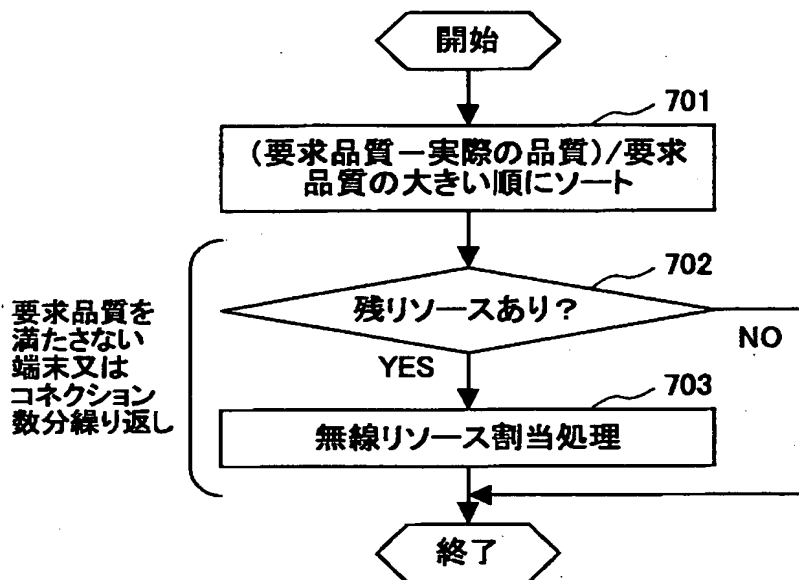 開始
701
(要求品質－実際の品質)/要求
品質の大きい順にソート
702
残リソースあり？
NO
YES
要求品質を
満たさない
端末又は
コネクション
数分繰り返し
703
無線リソース割当処理
終了